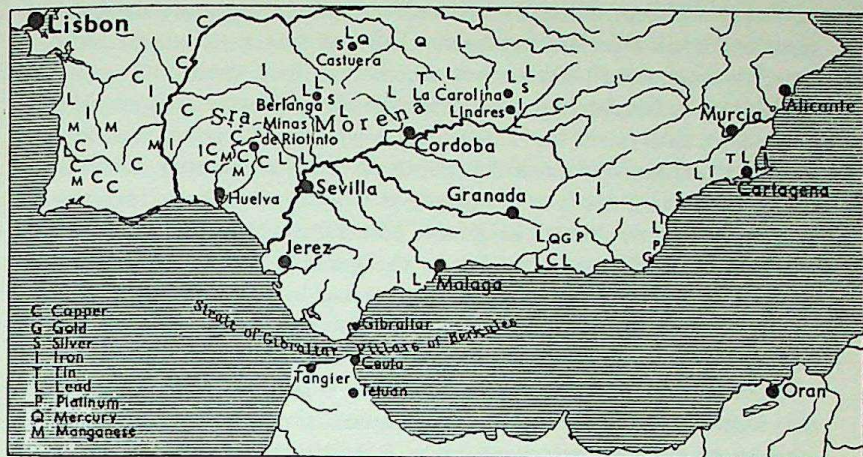 Lisbon
C
I
C
C
I
C
I
L
I
M
M
C
I
L
C
C
M
C
C
M
I
L
S
Q
Castuera
Q
L
I
L
L
S
Berlanga
L
L
T
L
La Carolina
L
L
S
Linares
I
C
Sra Morena
Minas
de Riotinto
C
I
C
M
C
M
C
L
L
Cordoba
Murcia
Alicante
L
I
T
L
I
Cartagena
S
Huelva
Sevilla
Granada
I
I
L
Q
G
P
C
L
L
P
G
Jerez
I
L
Malaga
C Copper
G Gold
S Silver
I Iron
T Tin
L Lead
P Platinum
Q Mercury
M Manganese
Strait of Gibraltar
Pillars of Herkules
Gibraltar
Ceuta
Tangier
Tetuan
Oran